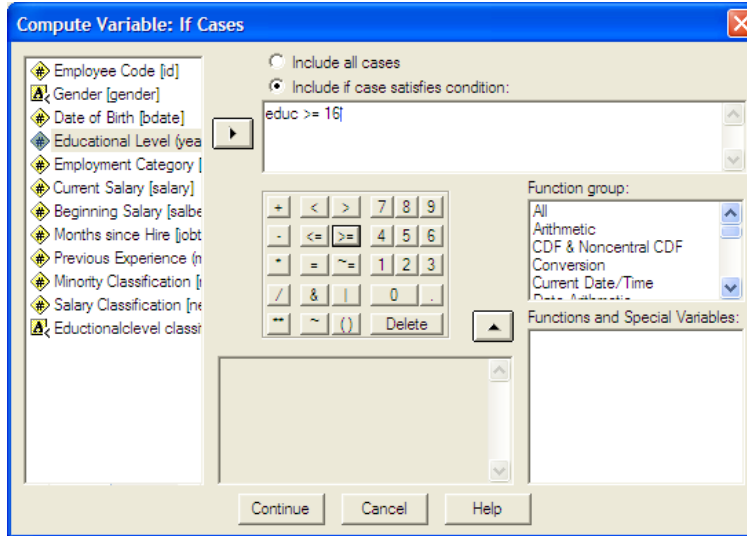 Compute Variable: If Cases
Employee Code [id]
Gender [gender]
Date of Birth [bdate]
Educational Level (yea
Employment Category [
Current Salary [salary]
Beginning Salary [salbe
Months since Hire [jobt
Previous Experience (m
Minority Classification [
Salary Classification [ne
Eductionalclevel classi
Include all cases
Include if case satisfies condition:
educ >= 16
+ < > 7 8 9
- <= >= 4 5 6
* = ~= 1 2 3
/ & | 0 .
** ~ () Delete
Function group:
All
Arithmetic
CDF & Noncentral CDF
Conversion
Current Date/Time
Date Arithmetic
Functions and Special Variables:
Continue Cancel Help